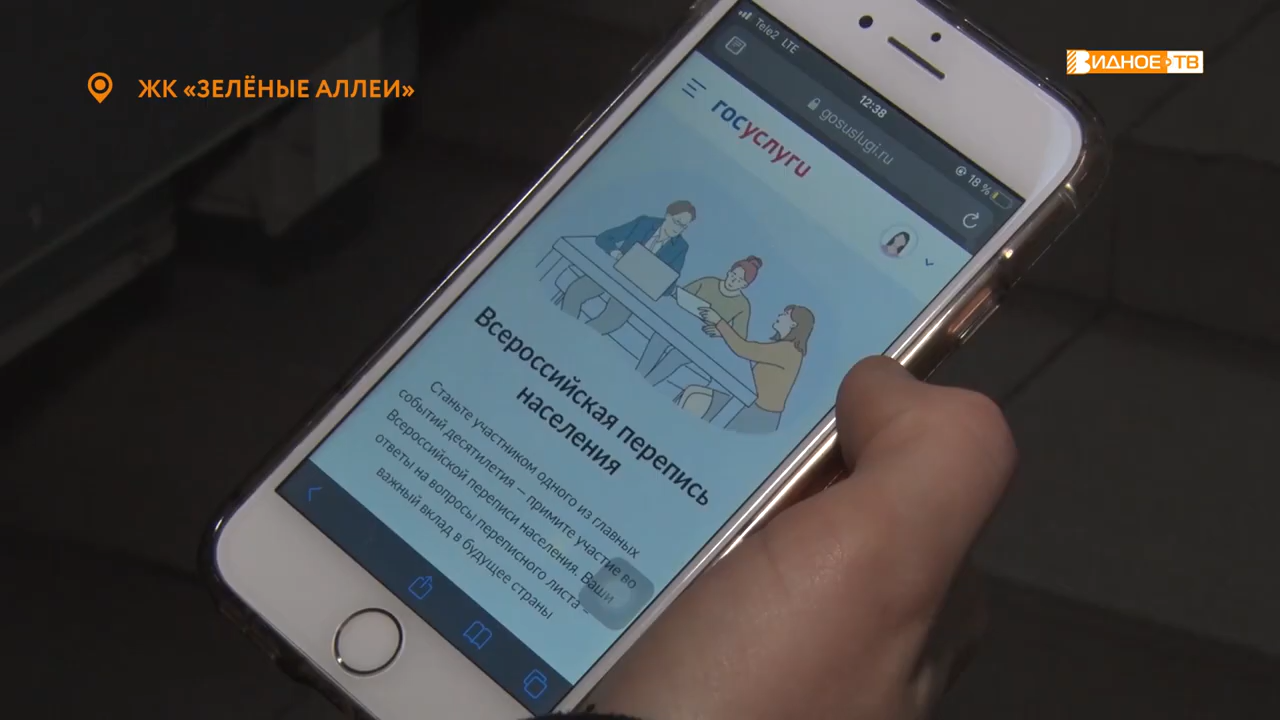 ЖК «ЗЕЛЁНЫЕ АЛЛЕИ»
ВИДНОЕ ТВ
Tele2 LTE
12:38
18 %
gosuslugi.ru
госуслуги
Всероссийская перепись
населения
Станьте участником одного из главных
событий десятилетия – примите участие во
Всероссийской переписи населения. Ваши
ответы на вопросы переписного листа –
важный вклад в будущее страны